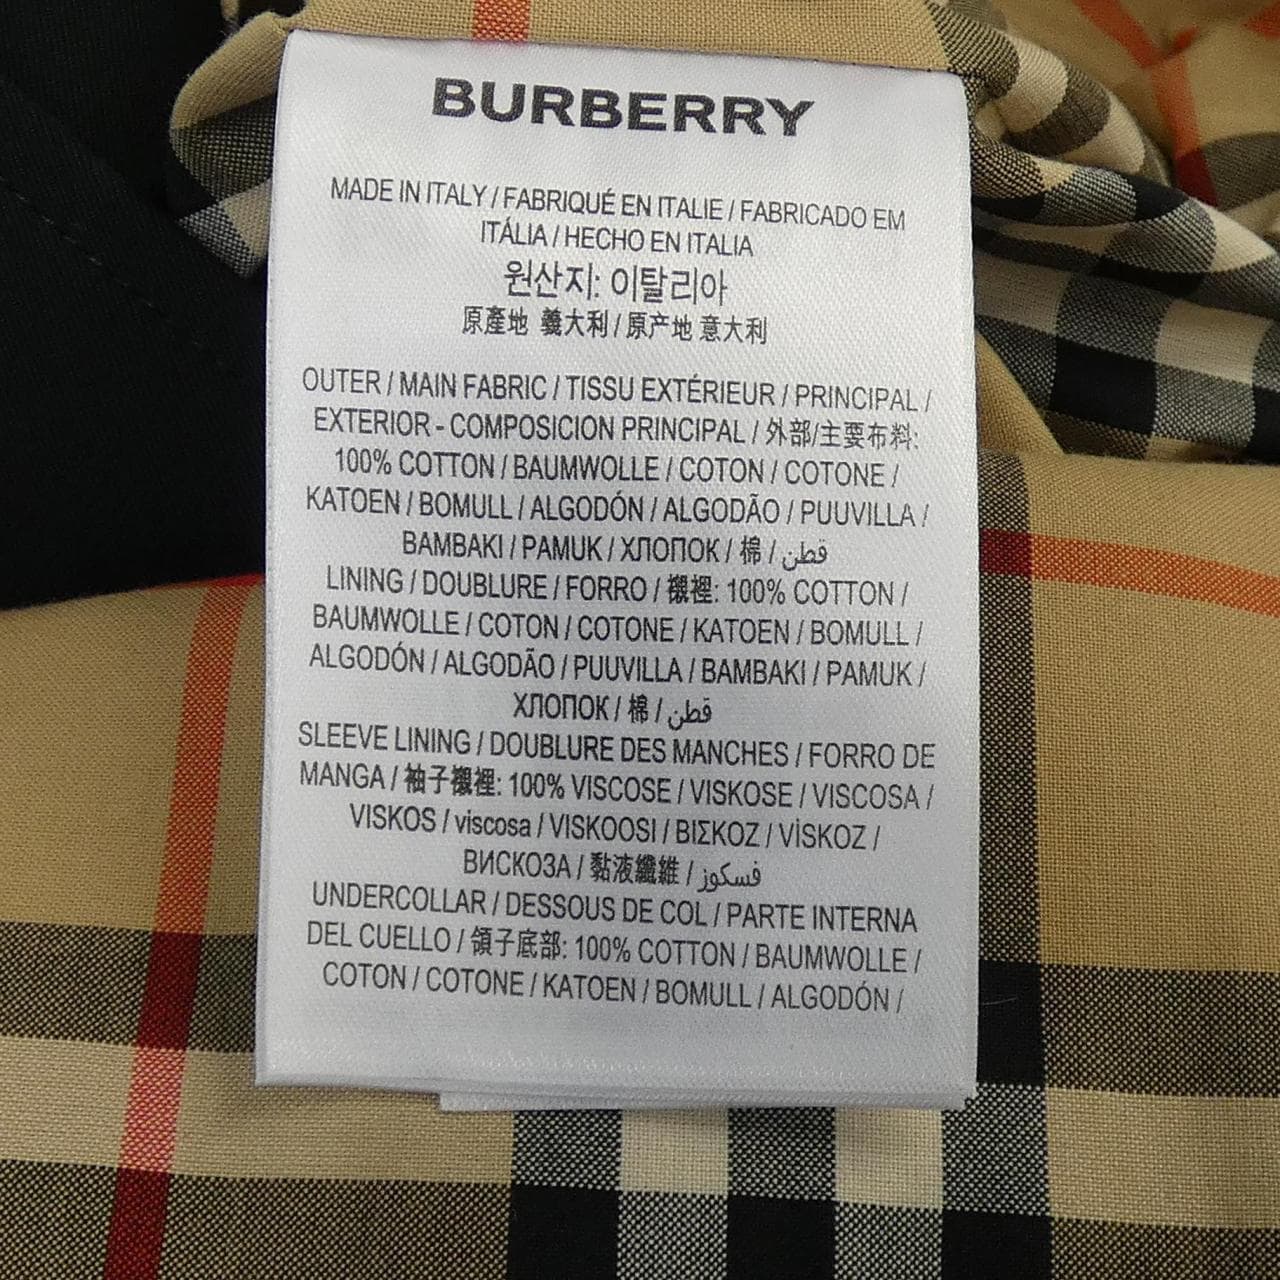 BURBERRY
MADE IN ITALY / FABRIQUÉ EN ITALIE / FABRICADO EM
ITÁLIA / HECHO EN ITALIA
원산지: 이탈리아
原產地 義大利 / 原产地 意大利
OUTER / MAIN FABRIC / TISSU EXTÉRIEUR / PRINCIPAL /
EXTERIOR - COMPOSICION PRINCIPAL / 外部/主要布料:
100% COTTON / BAUMWOLLE / COTON / COTONE /
KATOEN / BOMULL / ALGODÓN / ALGODÃO / PUUVILLA /
BAMBAKI / PAMUK / ХЛОПОК / 棉 / قطن
LINING / DOUBLURE / FORRO / 襯裡: 100% COTTON /
BAUMWOLLE / COTON / COTONE / KATOEN / BOMULL /
ALGODÓN / ALGODÃO / PUUVILLA / BAMBAKI / PAMUK /
ХЛОПОК / 棉 / قطن
SLEEVE LINING / DOUBLURE DES MANCHES / FORRO DE
MANGA / 袖子襯裡: 100% VISCOSE / VISKOSE / VISCOSA /
VISKOS / viscosa / VISKOOSI / ΒΙΣΚΟΖ / VİSKOZ /
ВИСКОЗА / 黏液纖維 / فسكوز
UNDERCOLLAR / DESSOUS DE COL / PARTE INTERNA
DEL CUELLO / 領子底部: 100% COTTON / BAUMWOLLE /
COTON / COTONE / KATOEN / BOMULL / ALGODÓN /